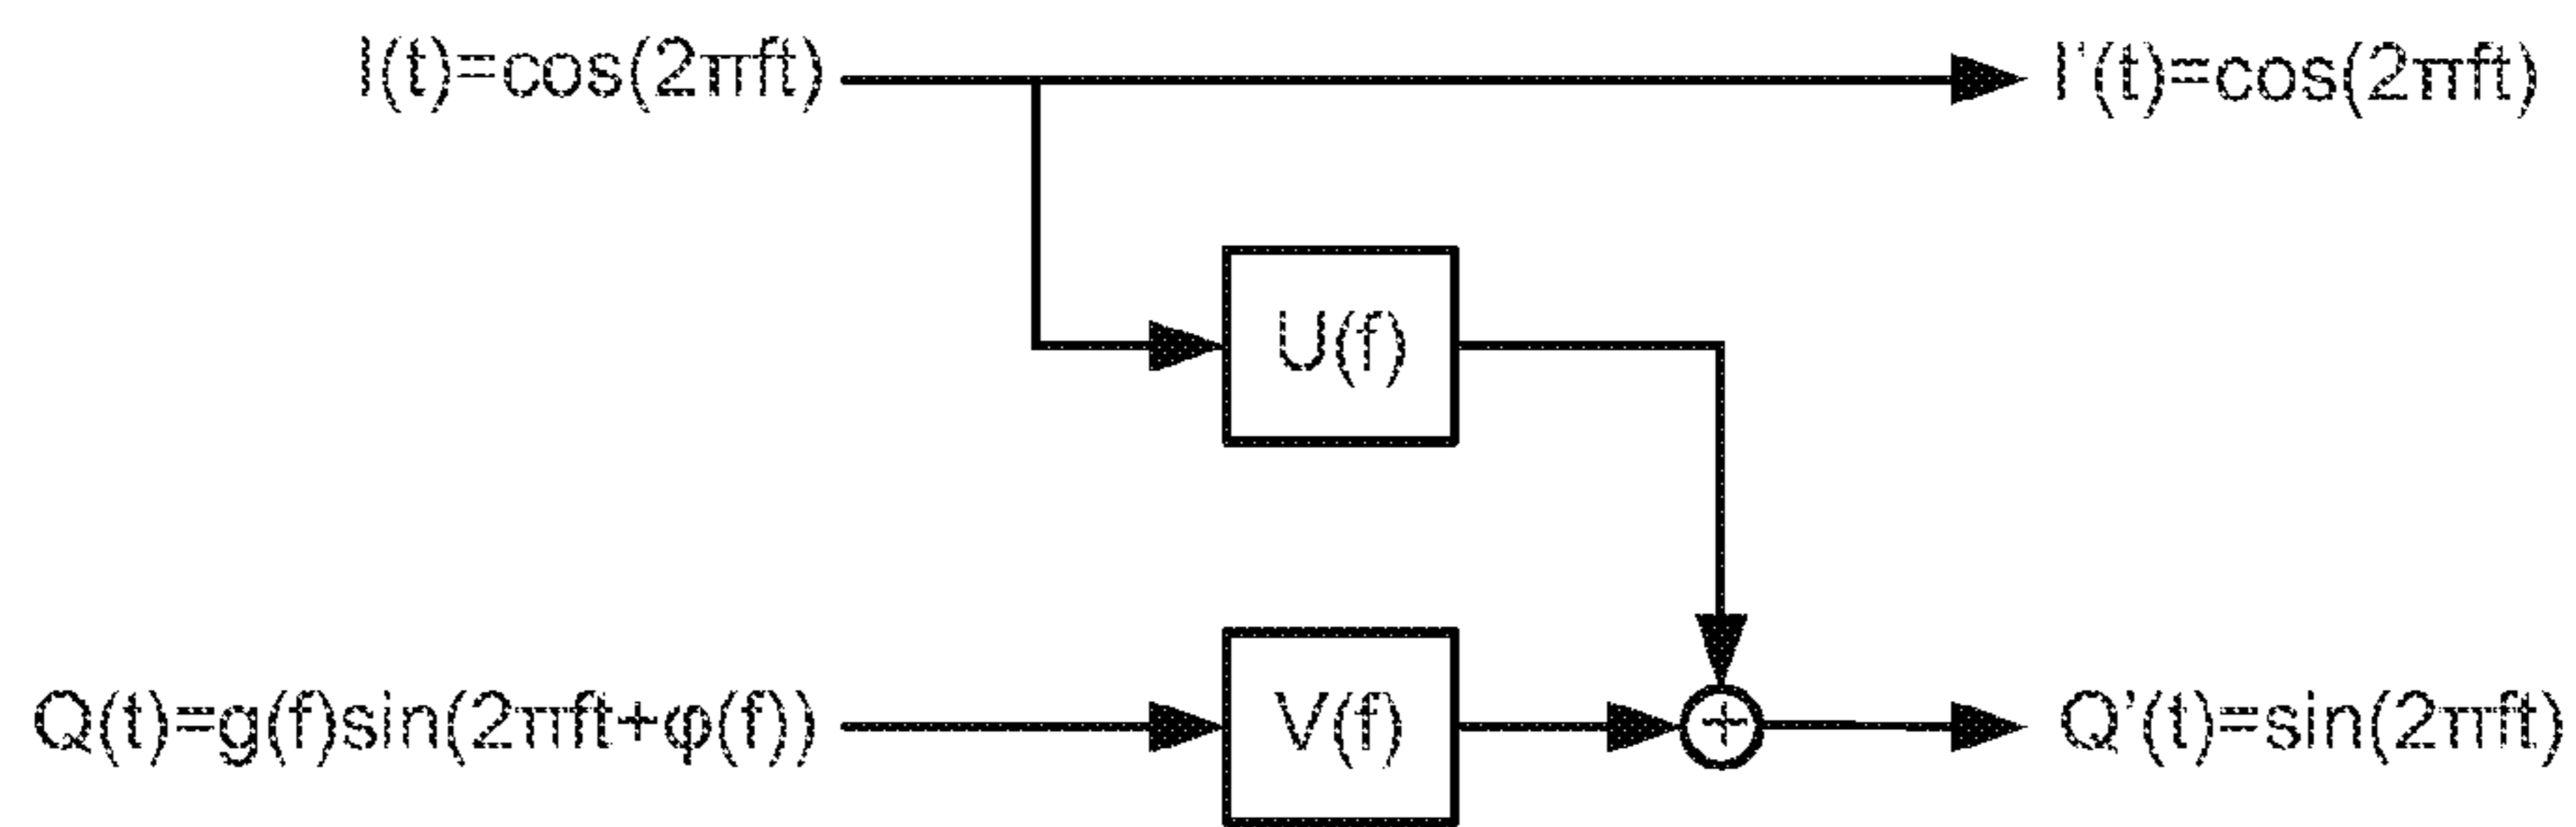 I(t)=cos(2πft)
I'(t)=cos(2πft)
U(f)
Q(t)=g(f)sin(2πft+φ(f))
V(f)
+
Q'(t)=sin(2πft)